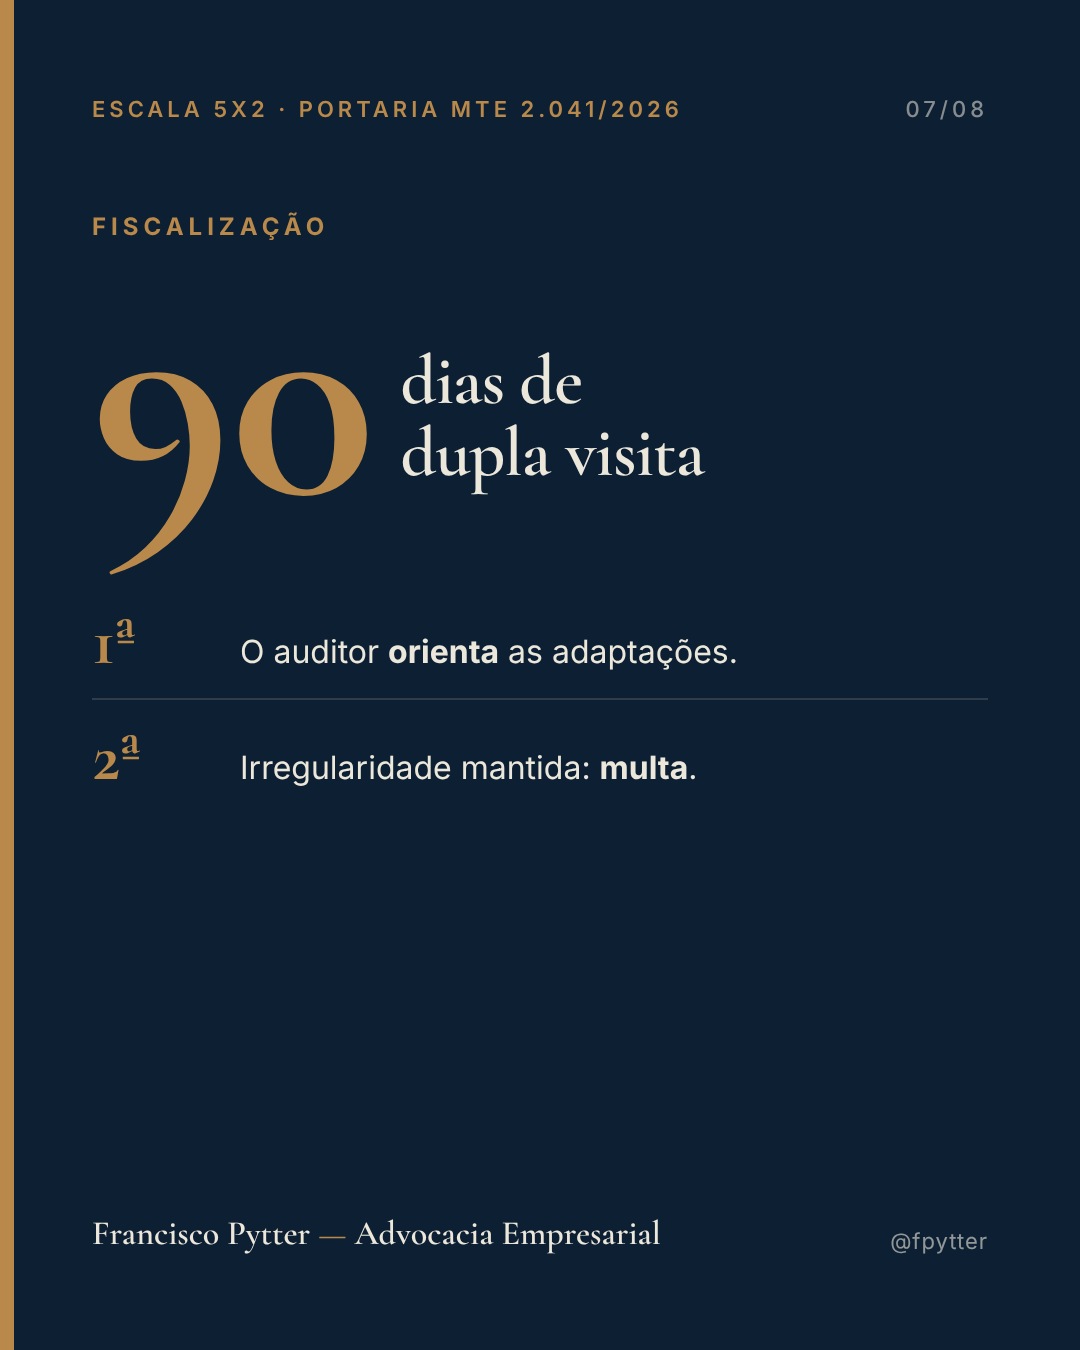 ESCALA 5X2 · PORTARIA MTE 2.041/2026
07/08
FISCALIZAÇÃO
90
dias de
dupla visita
1ª
O auditor orienta as adaptações.
2ª
Irregularidade mantida: multa.
Francisco Pytter — Advocacia Empresarial
@fpytter